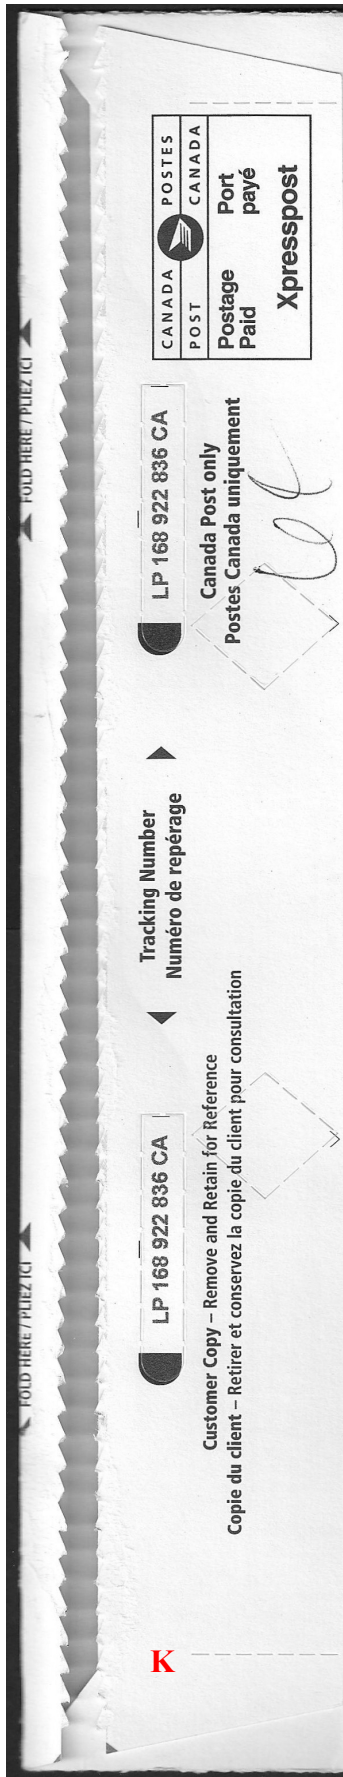 FOLD HERE / PLIEZ ICI
FOLD HERE / PLIEZ ICI
CANADA POSTES
POST CANADA
Postage Port
Paid payé
Xpresspost
LP 168 922 836 CA
Canada Post only
Postes Canada uniquement
Tracking Number
Numéro de repérage
LP 168 922 836 CA
Customer Copy – Remove and Retain for Reference
Copie du client – Retirer et conservez la copie du client pour consultation
K